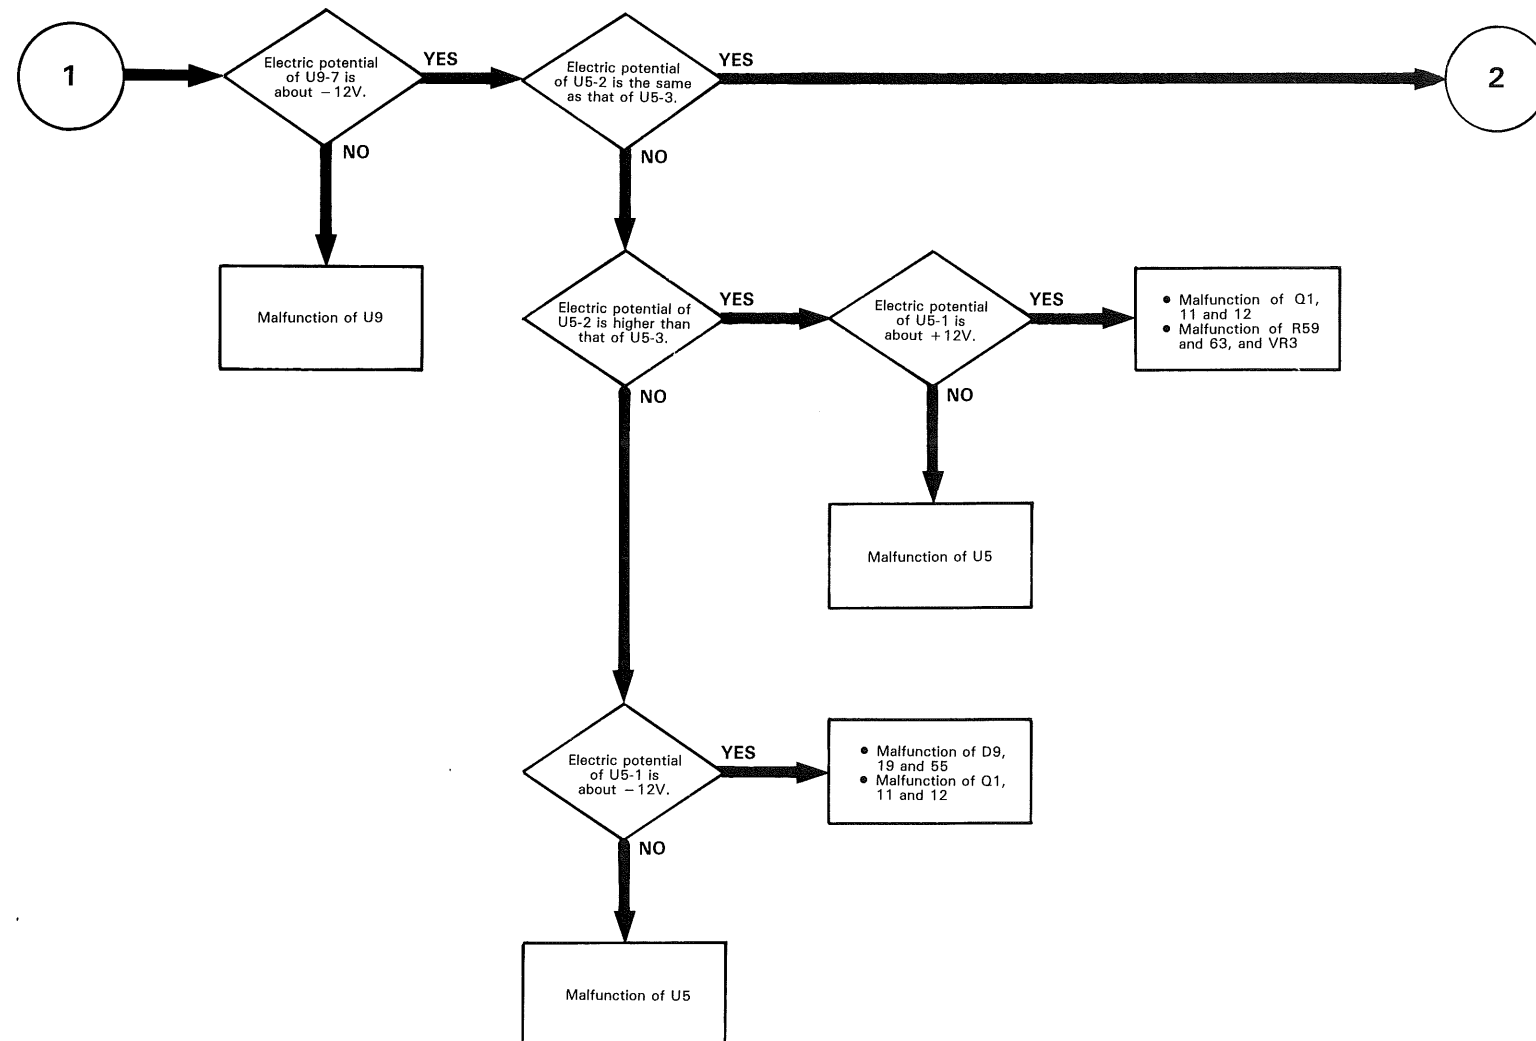 1
Electric potential
of U9-7 is
about −12V.
YES
NO
Electric potential
of U5-2 is the same
as that of U5-3.
YES
NO
2
Malfunction of U9
Electric potential of
U5-2 is higher than
that of U5-3.
YES
NO
Electric potential
of U5-1 is
about +12V.
YES
NO
● Malfunction of Q1,
11 and 12
● Malfunction of R59
and 63, and VR3
Malfunction of U5
Electric potential
of U5-1 is
about −12V.
YES
NO
● Malfunction of D9,
19 and 55
● Malfunction of Q1,
11 and 12
Malfunction of U5